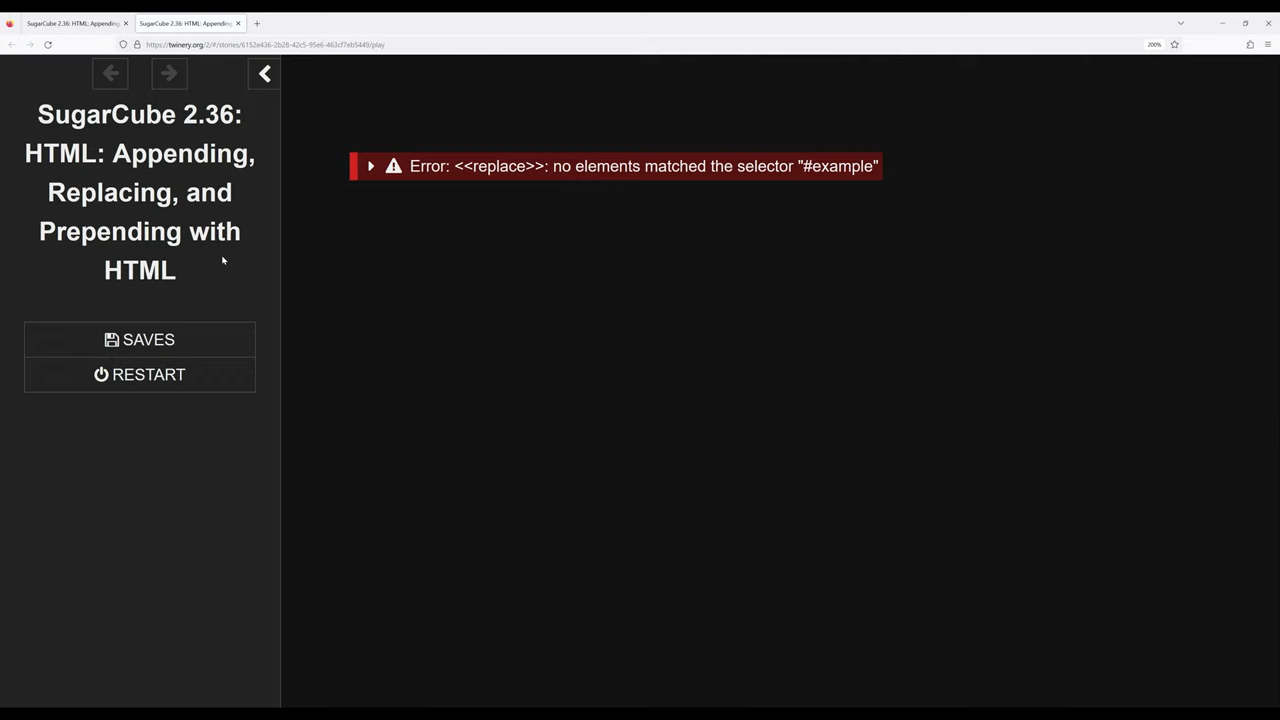 SugarCube 2.36: HTML: Appending,
SugarCube 2.36: HTML: Appending,
https://twinery.org/2/#/stories/6152e436-2b28-42c5-95e6-463cf7eb5449/play
200%
SugarCube 2.36:
HTML: Appending,
Replacing, and
Prepending with
HTML
SAVES
RESTART
Error: <<replace>>: no elements matched the selector "#example"